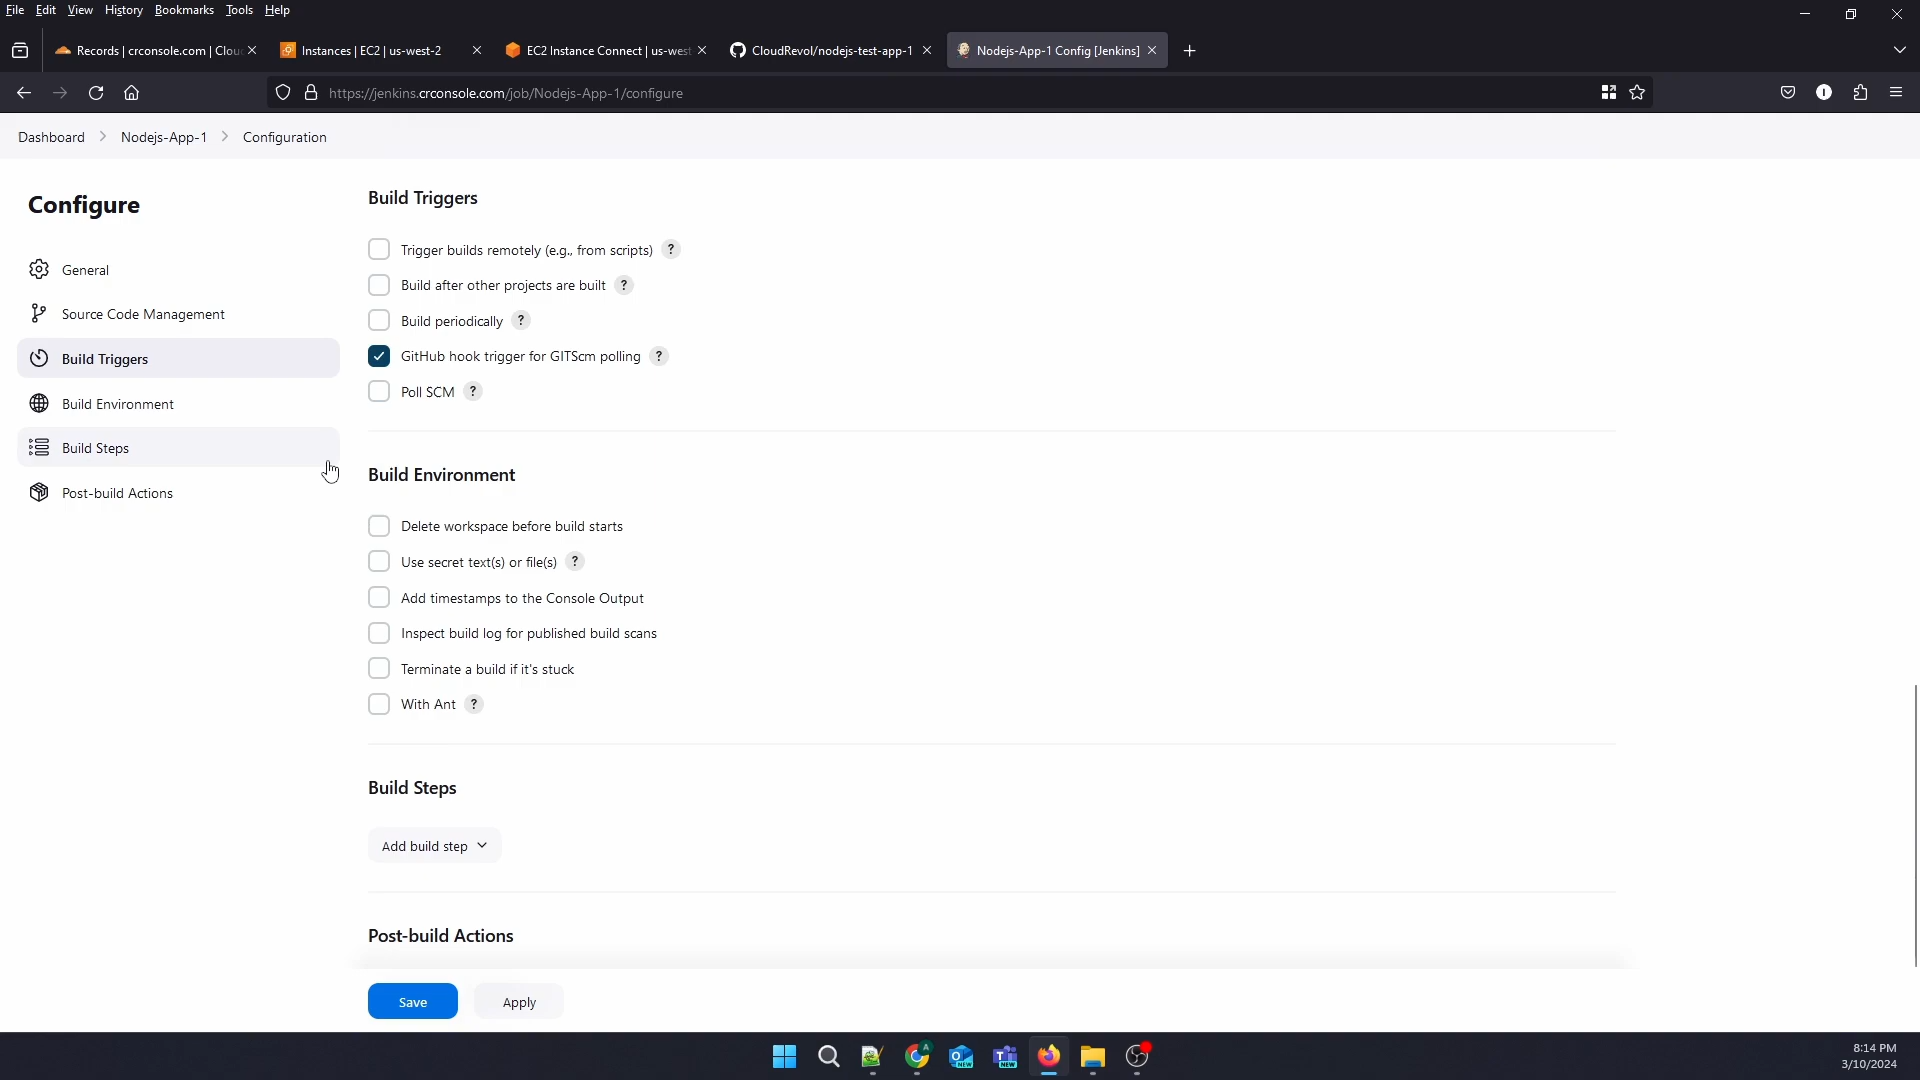 File Edit View History Bookmarks Tools Help
Records | crconsole.com | Clou
Instances | EC2 | us-west-2
EC2 Instance Connect | us-west
CloudRevol/nodejs-test-app-1
Nodejs-App-1 Config [Jenkins]
https://jenkins.crconsole.com/job/Nodejs-App-1/configure
Dashboard Nodejs-App-1 Configuration
Configure
General
Source Code Management
Build Triggers
Build Environment
Build Steps
Post-build Actions
Build Triggers
Trigger builds remotely (e.g., from scripts) ?
Build after other projects are built ?
Build periodically ?
GitHub hook trigger for GITScm polling ?
Poll SCM ?
Build Environment
Delete workspace before build starts
Use secret text(s) or file(s) ?
Add timestamps to the Console Output
Inspect build log for published build scans
Terminate a build if it's stuck
With Ant ?
Build Steps
Add build step
Post-build Actions
Save Apply
8:14 PM
3/10/2024